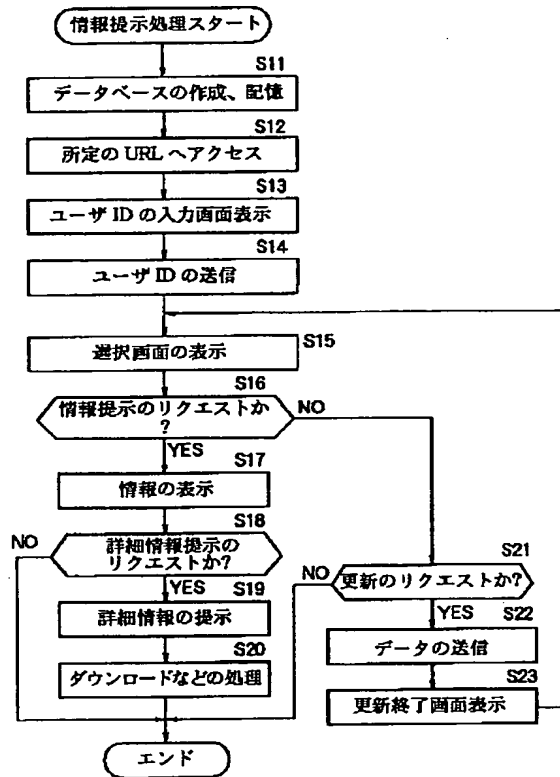 情報提示処理スタート
S11
データベースの作成、記憶
S12
所定の URL へアクセス
S13
ユーザ ID の入力画面表示
S14
ユーザ ID の送信
S15
選択画面の表示
S16
情報提示のリクエストか
?
NO
YES
S17
情報の表示
S18
NO
詳細情報提示の
リクエストか?
YES
S19
詳細情報の提示
S20
ダウンロードなどの処理
エンド
S21
NO
更新のリクエストか?
YES
S22
データの送信
S23
更新終了画面表示